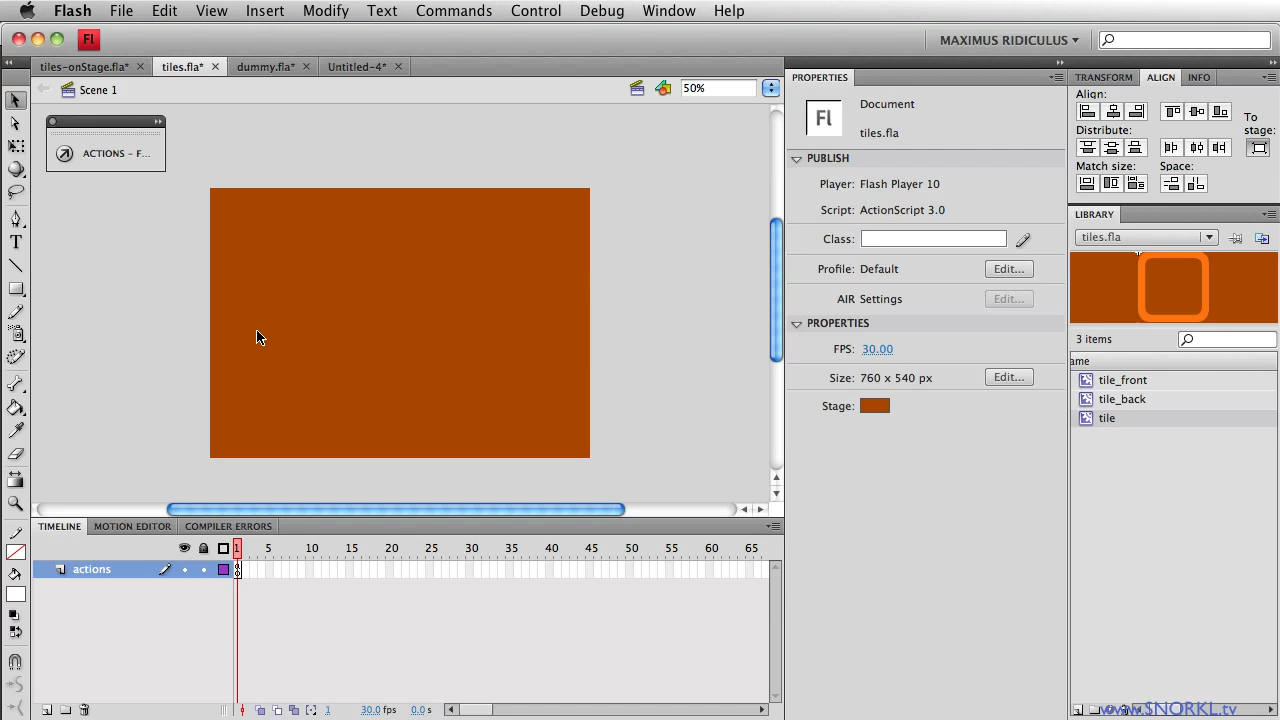 Flash File Edit View Insert Modify Text Commands Control Debug Window Help
Fl MAXIMUS RIDICULUS
tiles-onStage.fla* tiles.fla* dummy.fla* Untitled-4*
Scene 1 50%
ACTIONS - F...
PROPERTIES
Fl
Document
tiles.fla
PUBLISH
Player: Flash Player 10
Script: ActionScript 3.0
Class:
Profile: Default Edit...
AIR Settings Edit...
PROPERTIES
FPS: 30.00
Size: 760 x 540 px Edit...
Stage:
TRANSFORM ALIGN INFO
Align:
To
stage:
Distribute:
Match size: Space:
LIBRARY
tiles.fla
3 items
ame
tile_front
tile_back
tile
TIMELINE MOTION EDITOR COMPILER ERRORS
1 5 10 15 20 25 30 35 40 45 50 55 60 65
actions
1 30.0 fps 0.0 s
www.SNORKL.tv